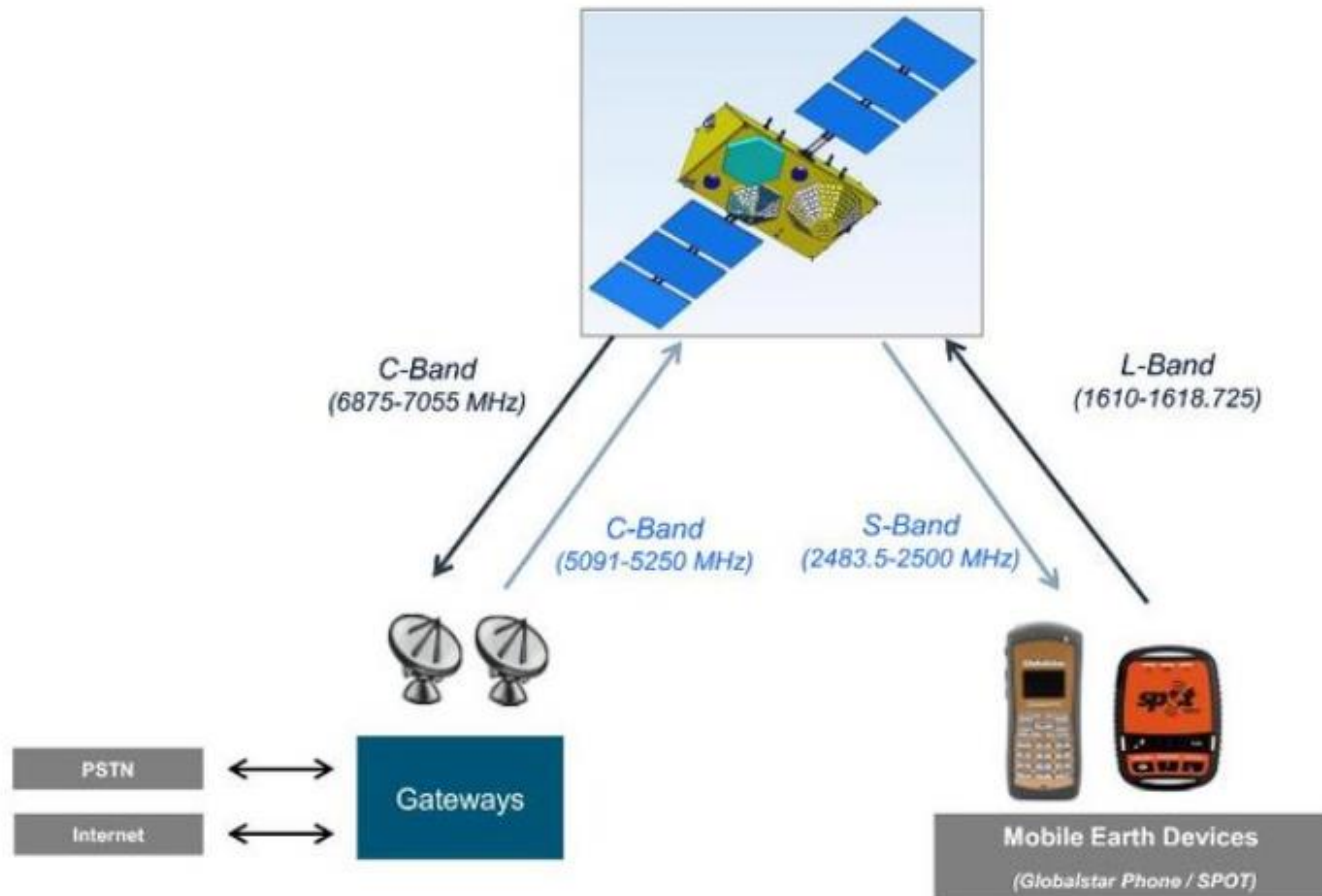 C-Band
(6875-7055 MHz)
L-Band
(1610-1618.725)
C-Band
(5091-5250 MHz)
S-Band
(2483.5-2500 MHz)
spot
PSTN
Internet
Gateways
Mobile Earth Devices
(Globalstar Phone / SPOT)